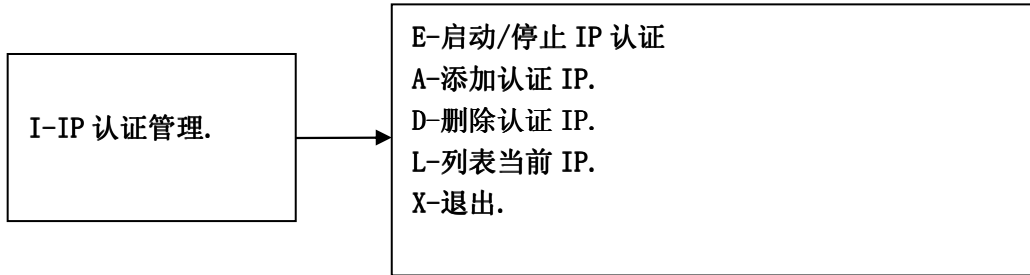 I-IP 认证管理.
E-启动/停止 IP 认证
A-添加认证 IP.
D-删除认证 IP.
L-列表当前 IP.
X-退出.